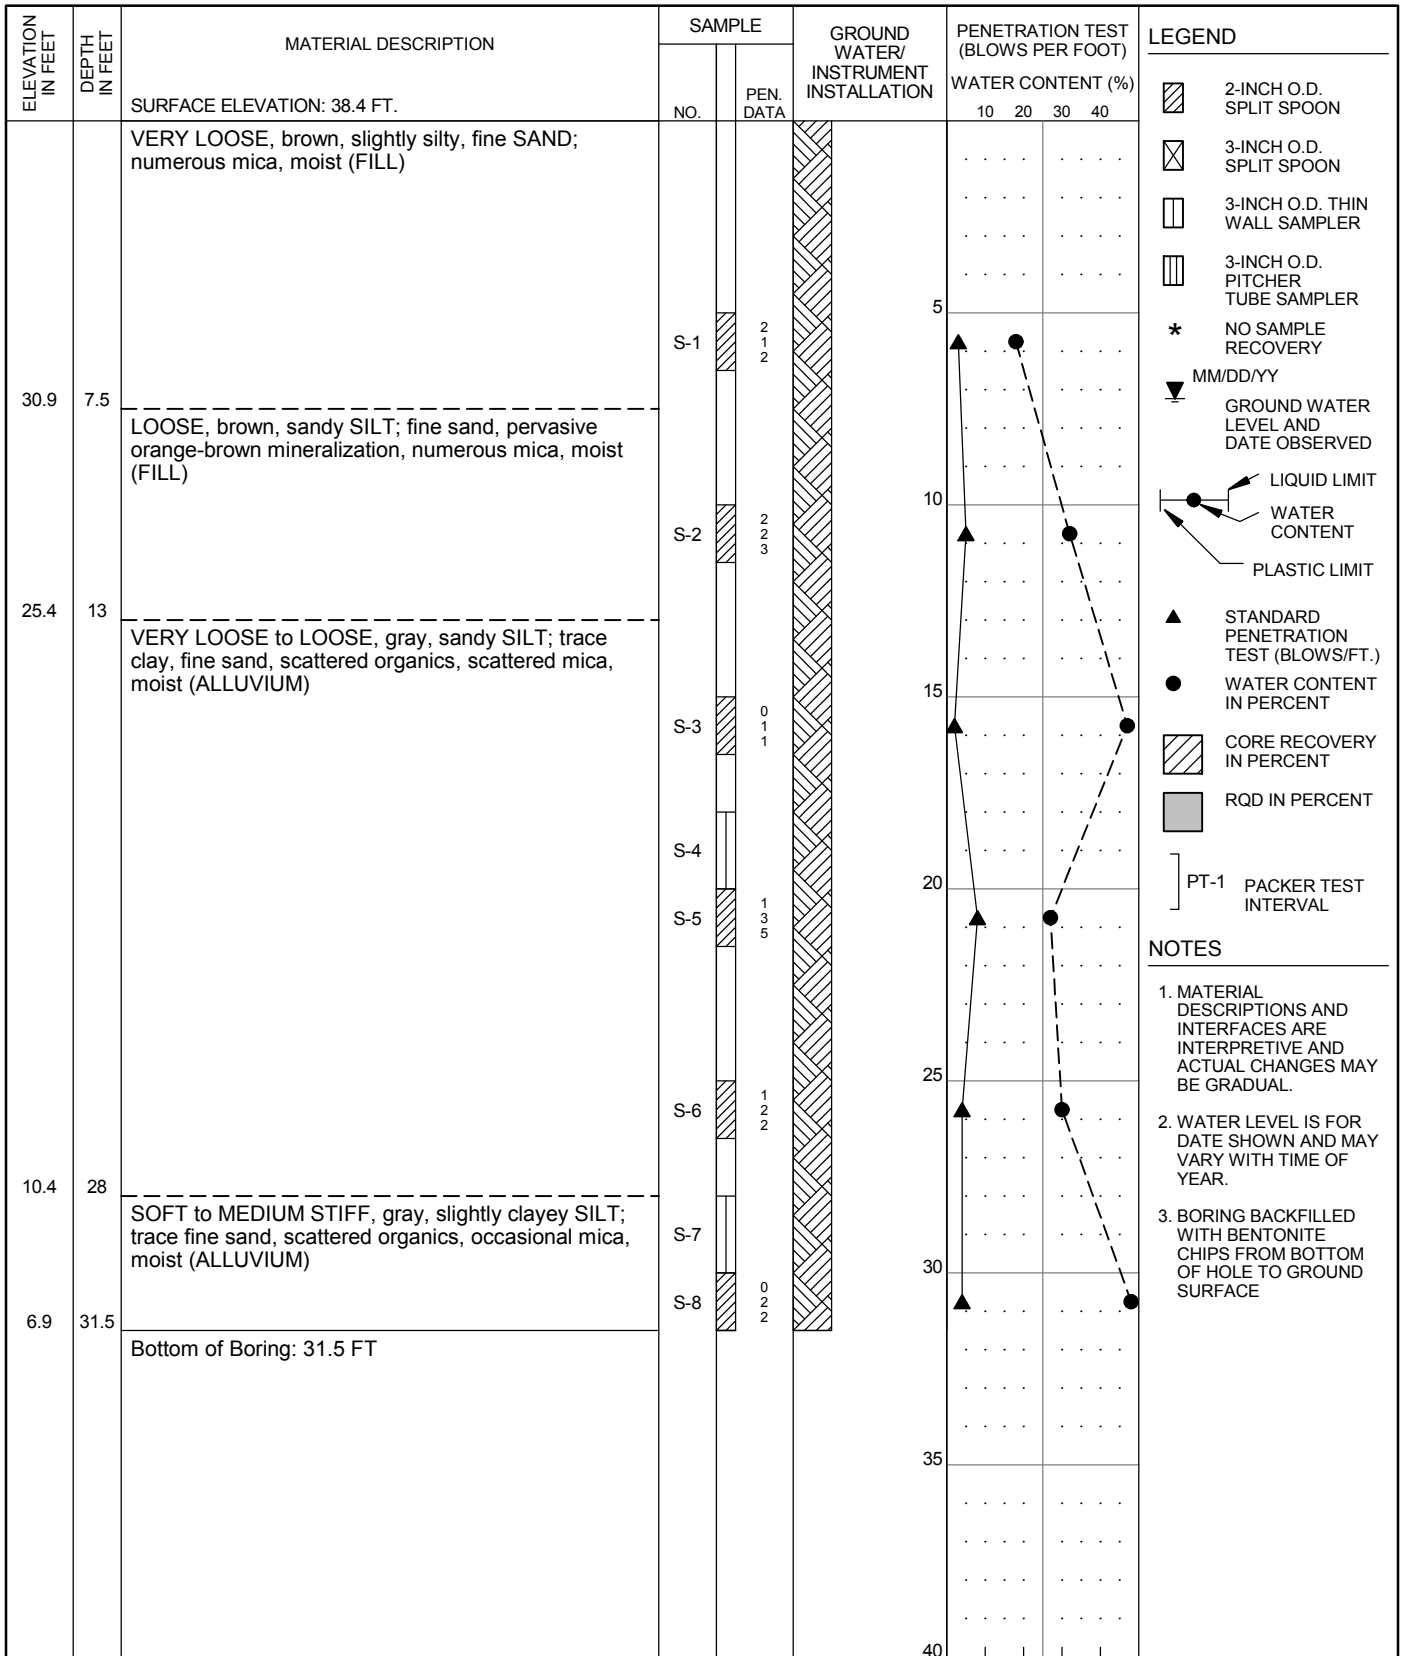 ELEVATION
IN FEET
DEPTH
IN FEET
MATERIAL DESCRIPTION
SURFACE ELEVATION: 38.4 FT.
SAMPLE
NO.
PEN.
DATA
GROUND
WATER/
INSTRUMENT
INSTALLATION
PENETRATION TEST
(BLOWS PER FOOT)
WATER CONTENT (%)
10 20 30 40
VERY LOOSE, brown, slightly silty, fine SAND;
numerous mica, moist (FILL)
5
S-1
2
1
2
30.9 7.5
LOOSE, brown, sandy SILT; fine sand, pervasive
orange-brown mineralization, numerous mica, moist
(FILL)
10
S-2
2
2
3
25.4 13
VERY LOOSE to LOOSE, gray, sandy SILT; trace
clay, fine sand, scattered organics, scattered mica,
moist (ALLUVIUM)
15
S-3
0
1
1
S-4
20
S-5
1
3
5
25
S-6
1
2
2
10.4 28
SOFT to MEDIUM STIFF, gray, slightly clayey SILT;
trace fine sand, scattered organics, occasional mica,
moist (ALLUVIUM)
S-7
30
S-8
0
2
2
6.9 31.5
Bottom of Boring: 31.5 FT
35
40
LEGEND
2-INCH O.D.
SPLIT SPOON
3-INCH O.D.
SPLIT SPOON
3-INCH O.D. THIN
WALL SAMPLER
3-INCH O.D.
PITCHER
TUBE SAMPLER
* NO SAMPLE
RECOVERY
MM/DD/YY
GROUND WATER
LEVEL AND
DATE OBSERVED
LIQUID LIMIT
WATER
CONTENT
PLASTIC LIMIT
STANDARD
PENETRATION
TEST (BLOWS/FT.)
WATER CONTENT
IN PERCENT
CORE RECOVERY
IN PERCENT
RQD IN PERCENT
PT-1 PACKER TEST
INTERVAL
NOTES
1. MATERIAL
DESCRIPTIONS AND
INTERFACES ARE
INTERPRETIVE AND
ACTUAL CHANGES MAY
BE GRADUAL.
2. WATER LEVEL IS FOR
DATE SHOWN AND MAY
VARY WITH TIME OF
YEAR.
3. BORING BACKFILLED
WITH BENTONITE
CHIPS FROM BOTTOM
OF HOLE TO GROUND
SURFACE